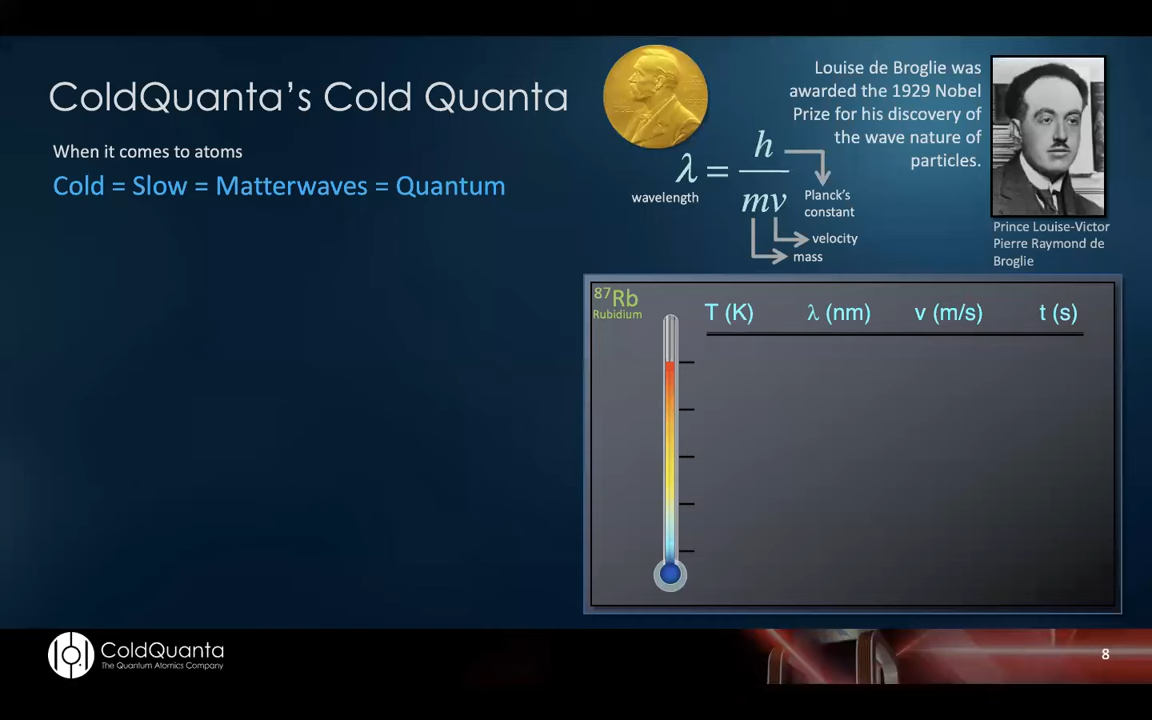 ColdQuanta's Cold Quanta
When it comes to atoms
Cold = Slow = Matterwaves = Quantum
Louise de Broglie was
awarded the 1929 Nobel
Prize for his discovery of
the wave nature of
particles.
λ = h / mv
wavelength
Planck's
constant
velocity
mass
Prince Louise-Victor
Pierre Raymond de
Broglie
87Rb
Rubidium
T (K) λ (nm) v (m/s) t (s)
ColdQuanta
The Quantum Atomics Company
8